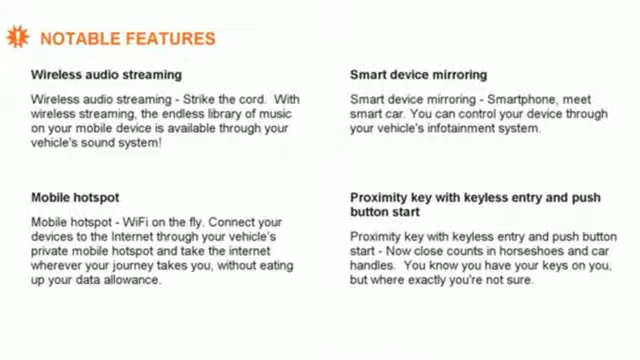 NOTABLE FEATURES
Wireless audio streaming
Wireless audio streaming - Strike the cord.  With
wireless streaming, the endless library of music
on your mobile device is available through your
vehicle's sound system!
Smart device mirroring
Smart device mirroring - Smartphone, meet
smart car. You can control your device through
your vehicle's infotainment system.
Mobile hotspot
Mobile hotspot - WiFi on the fly. Connect your
devices to the Internet through your vehicle's
private mobile hotspot and take the internet
wherever your journey takes you, without eating
up your data allowance.
Proximity key with keyless entry and push
button start
Proximity key with keyless entry and push button
start - Now close counts in horseshoes and car
handles.  You know you have your keys on you,
but where exactly you're not sure.